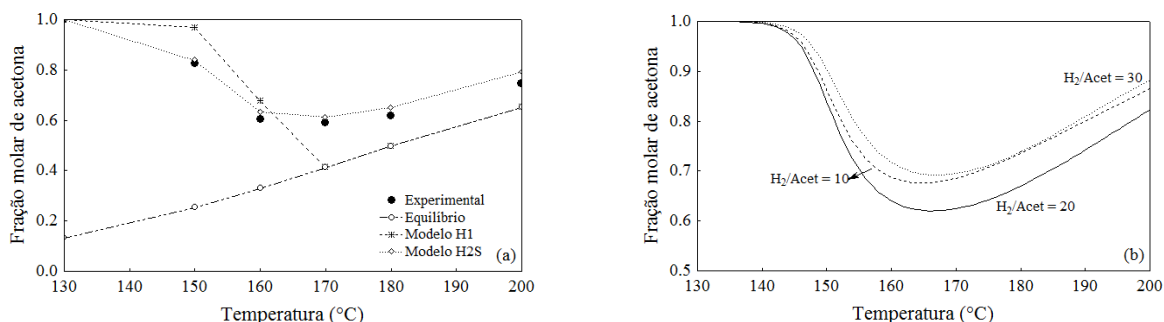 Fração molar de acetona
1.0
0.8
0.6
0.4
0.2
0.0
130 140 150 160 170 180 190 200
Temperatura (°C)
Experimental
Equilíbrio
Modelo H1
Modelo H2S
(a)
Fração molar de acetona
1.0
0.9
0.8
0.7
0.6
0.5
130 140 150 160 170 180 190 200
Temperatura (°C)
H₂/Acet = 30
H₂/Acet = 10
H₂/Acet = 20
(b)